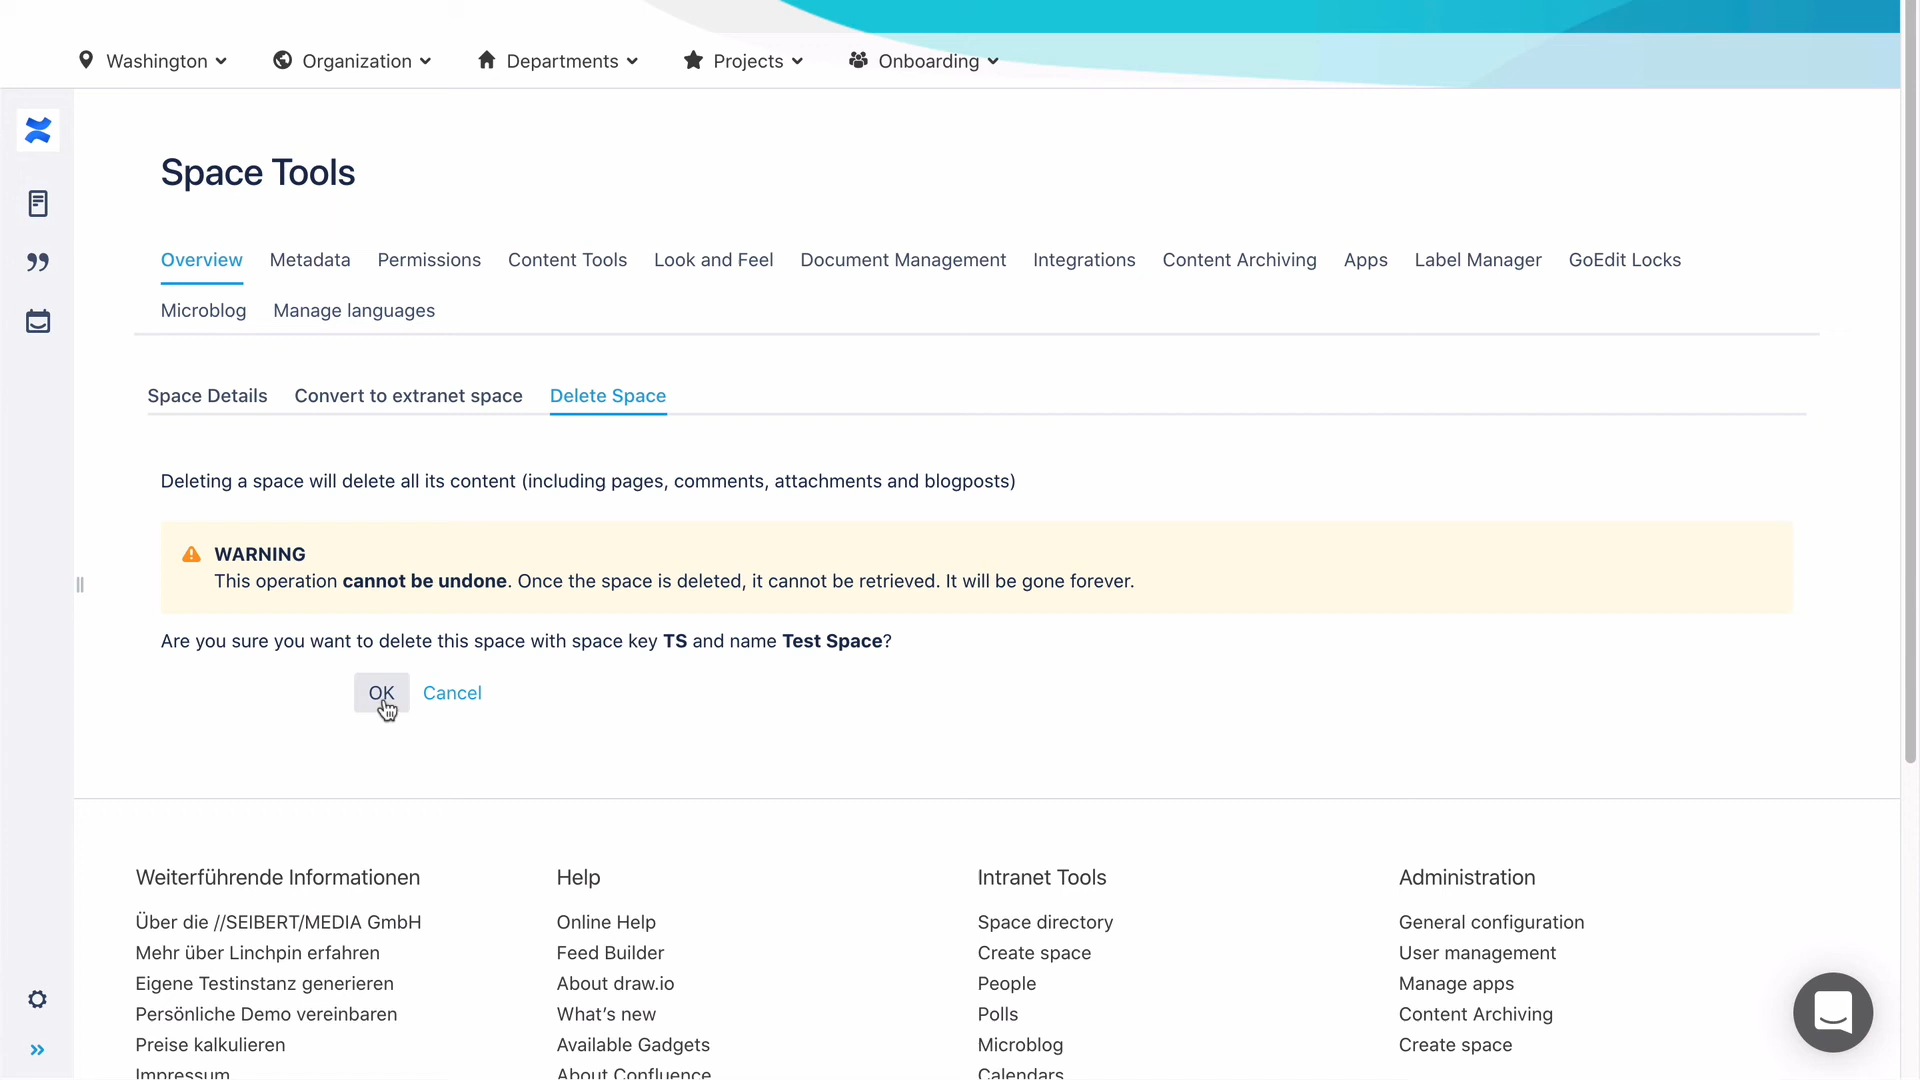 Washington
Organization
Departments
Projects
Onboarding
Space Tools
Overview
Metadata
Permissions
Content Tools
Look and Feel
Document Management
Integrations
Content Archiving
Apps
Label Manager
GoEdit Locks
Microblog
Manage languages
Space Details
Convert to extranet space
Delete Space
Deleting a space will delete all its content (including pages, comments, attachments and blogposts)
WARNING
This operation cannot be undone. Once the space is deleted, it cannot be retrieved. It will be gone forever.
Are you sure you want to delete this space with space key TS and name Test Space?
OK
Cancel
Weiterführende Informationen
Über die //SEIBERT/MEDIA GmbH
Mehr über Linchpin erfahren
Eigene Testinstanz generieren
Persönliche Demo vereinbaren
Preise kalkulieren
Impressum
Help
Online Help
Feed Builder
About draw.io
What's new
Available Gadgets
About Confluence
Intranet Tools
Space directory
Create space
People
Polls
Microblog
Calendars
Administration
General configuration
User management
Manage apps
Content Archiving
Create space